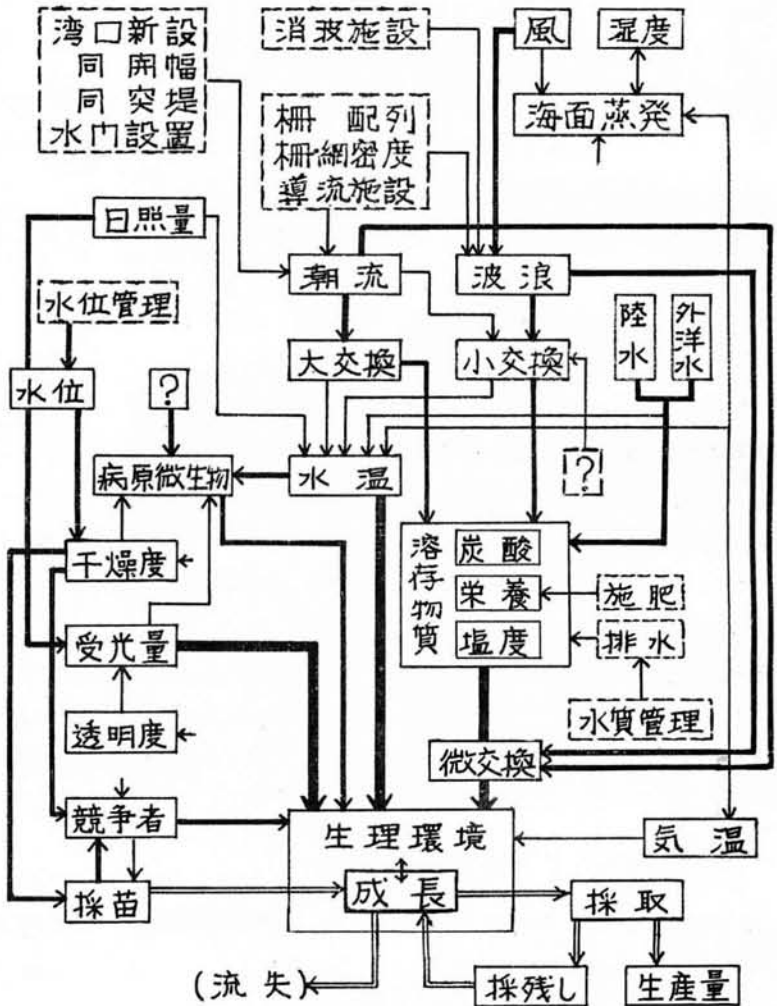 湾口新設
同開幅
同突堤
水門設置
消波施設
風
湿度
海面蒸発
柵配列
柵・網密度
導流施設
日照量
潮流
波浪
水位管理
陸水
外洋水
大交換
小交換
水位
?
病原微生物
水温
?
干燥度
溶存物質
炭酸
栄養
塩度
施肥
排水
受光量
透明度
水質管理
微交換
競争者
生理環境
気温
採苗
成長
採取
(流失)
採残し
生産量